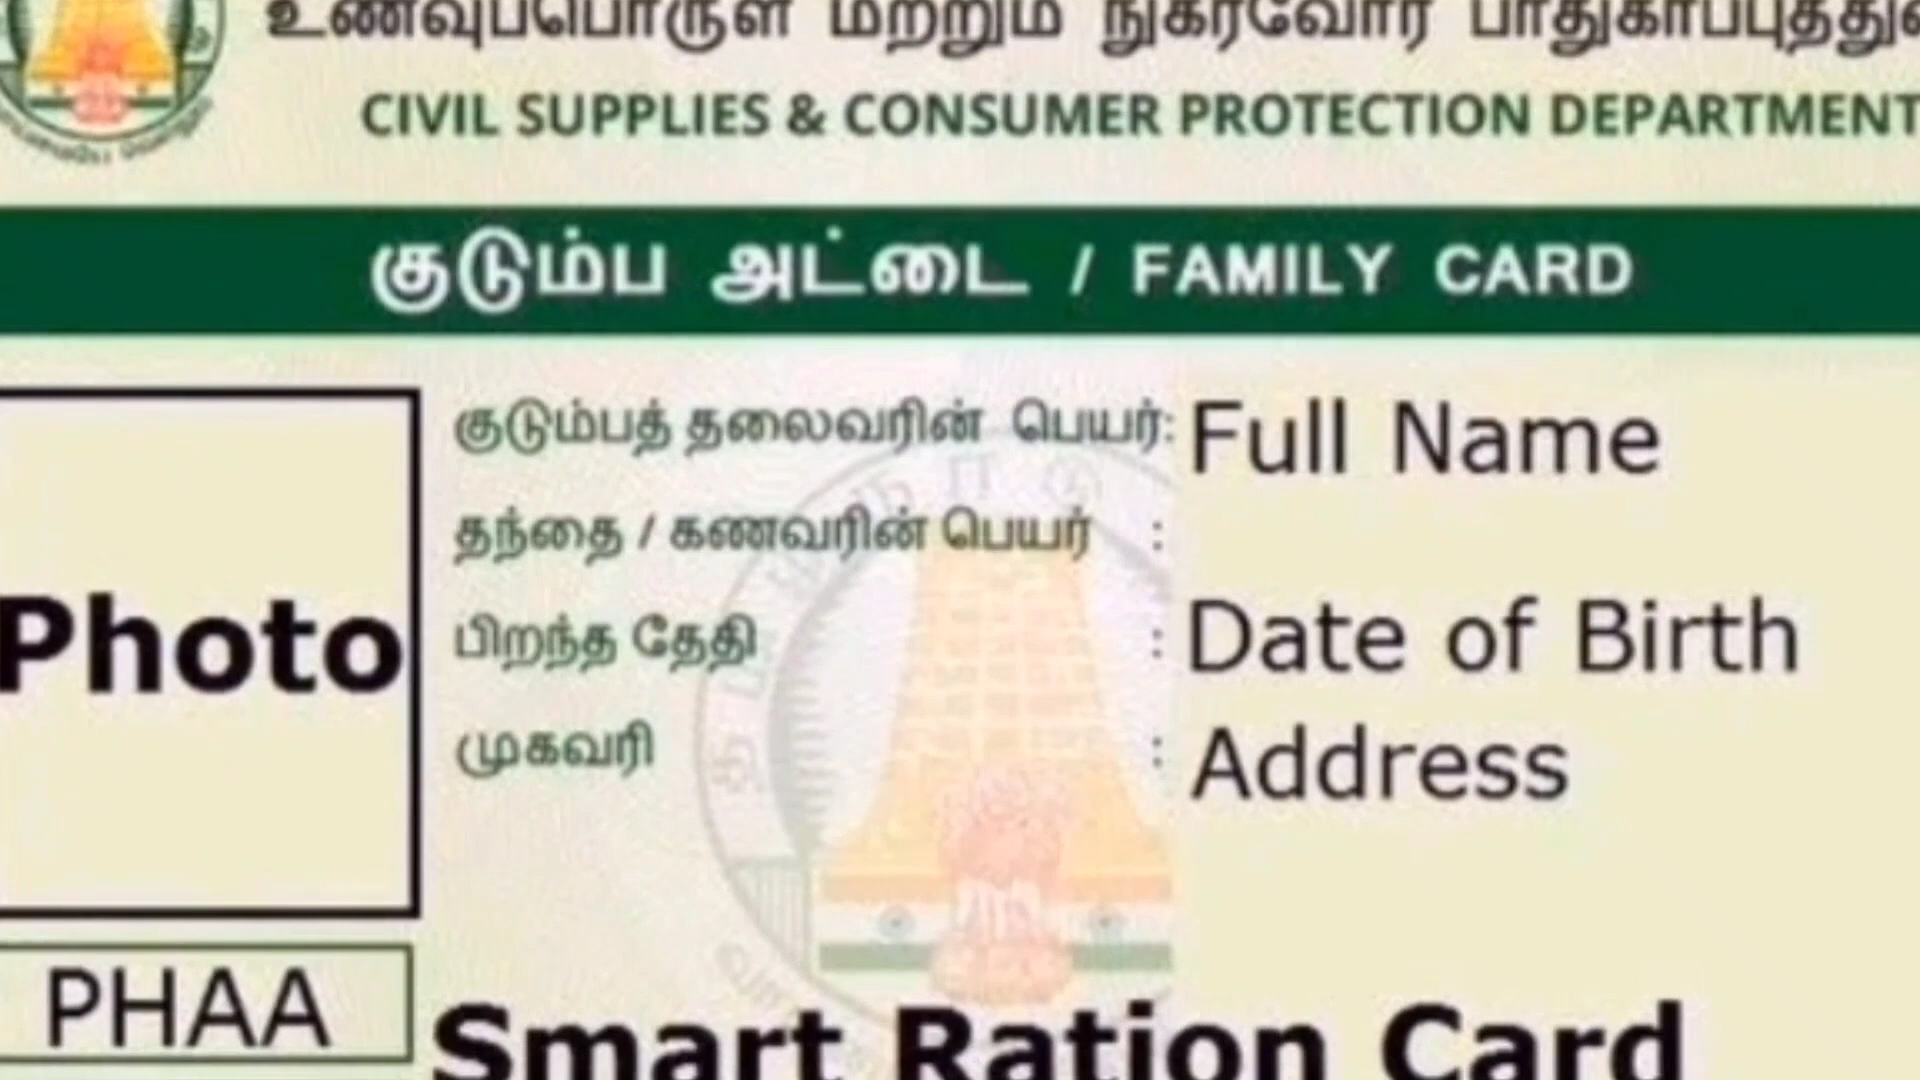 உணவுப்பொருள் மற்றும் நுகர்வோர்
CIVIL SUPPLIES & CONSUMER PROTECTION DEPARTMENT
குடும்ப அட்டை / FAMILY CARD
குடும்பத் தலைவரின் பெயர்: Full Name
தந்தை / கணவரின் பெயர் :
பிறந்த தேதி : Date of Birth
முகவரி : Address
Photo
PHAA
Smart Ration Card